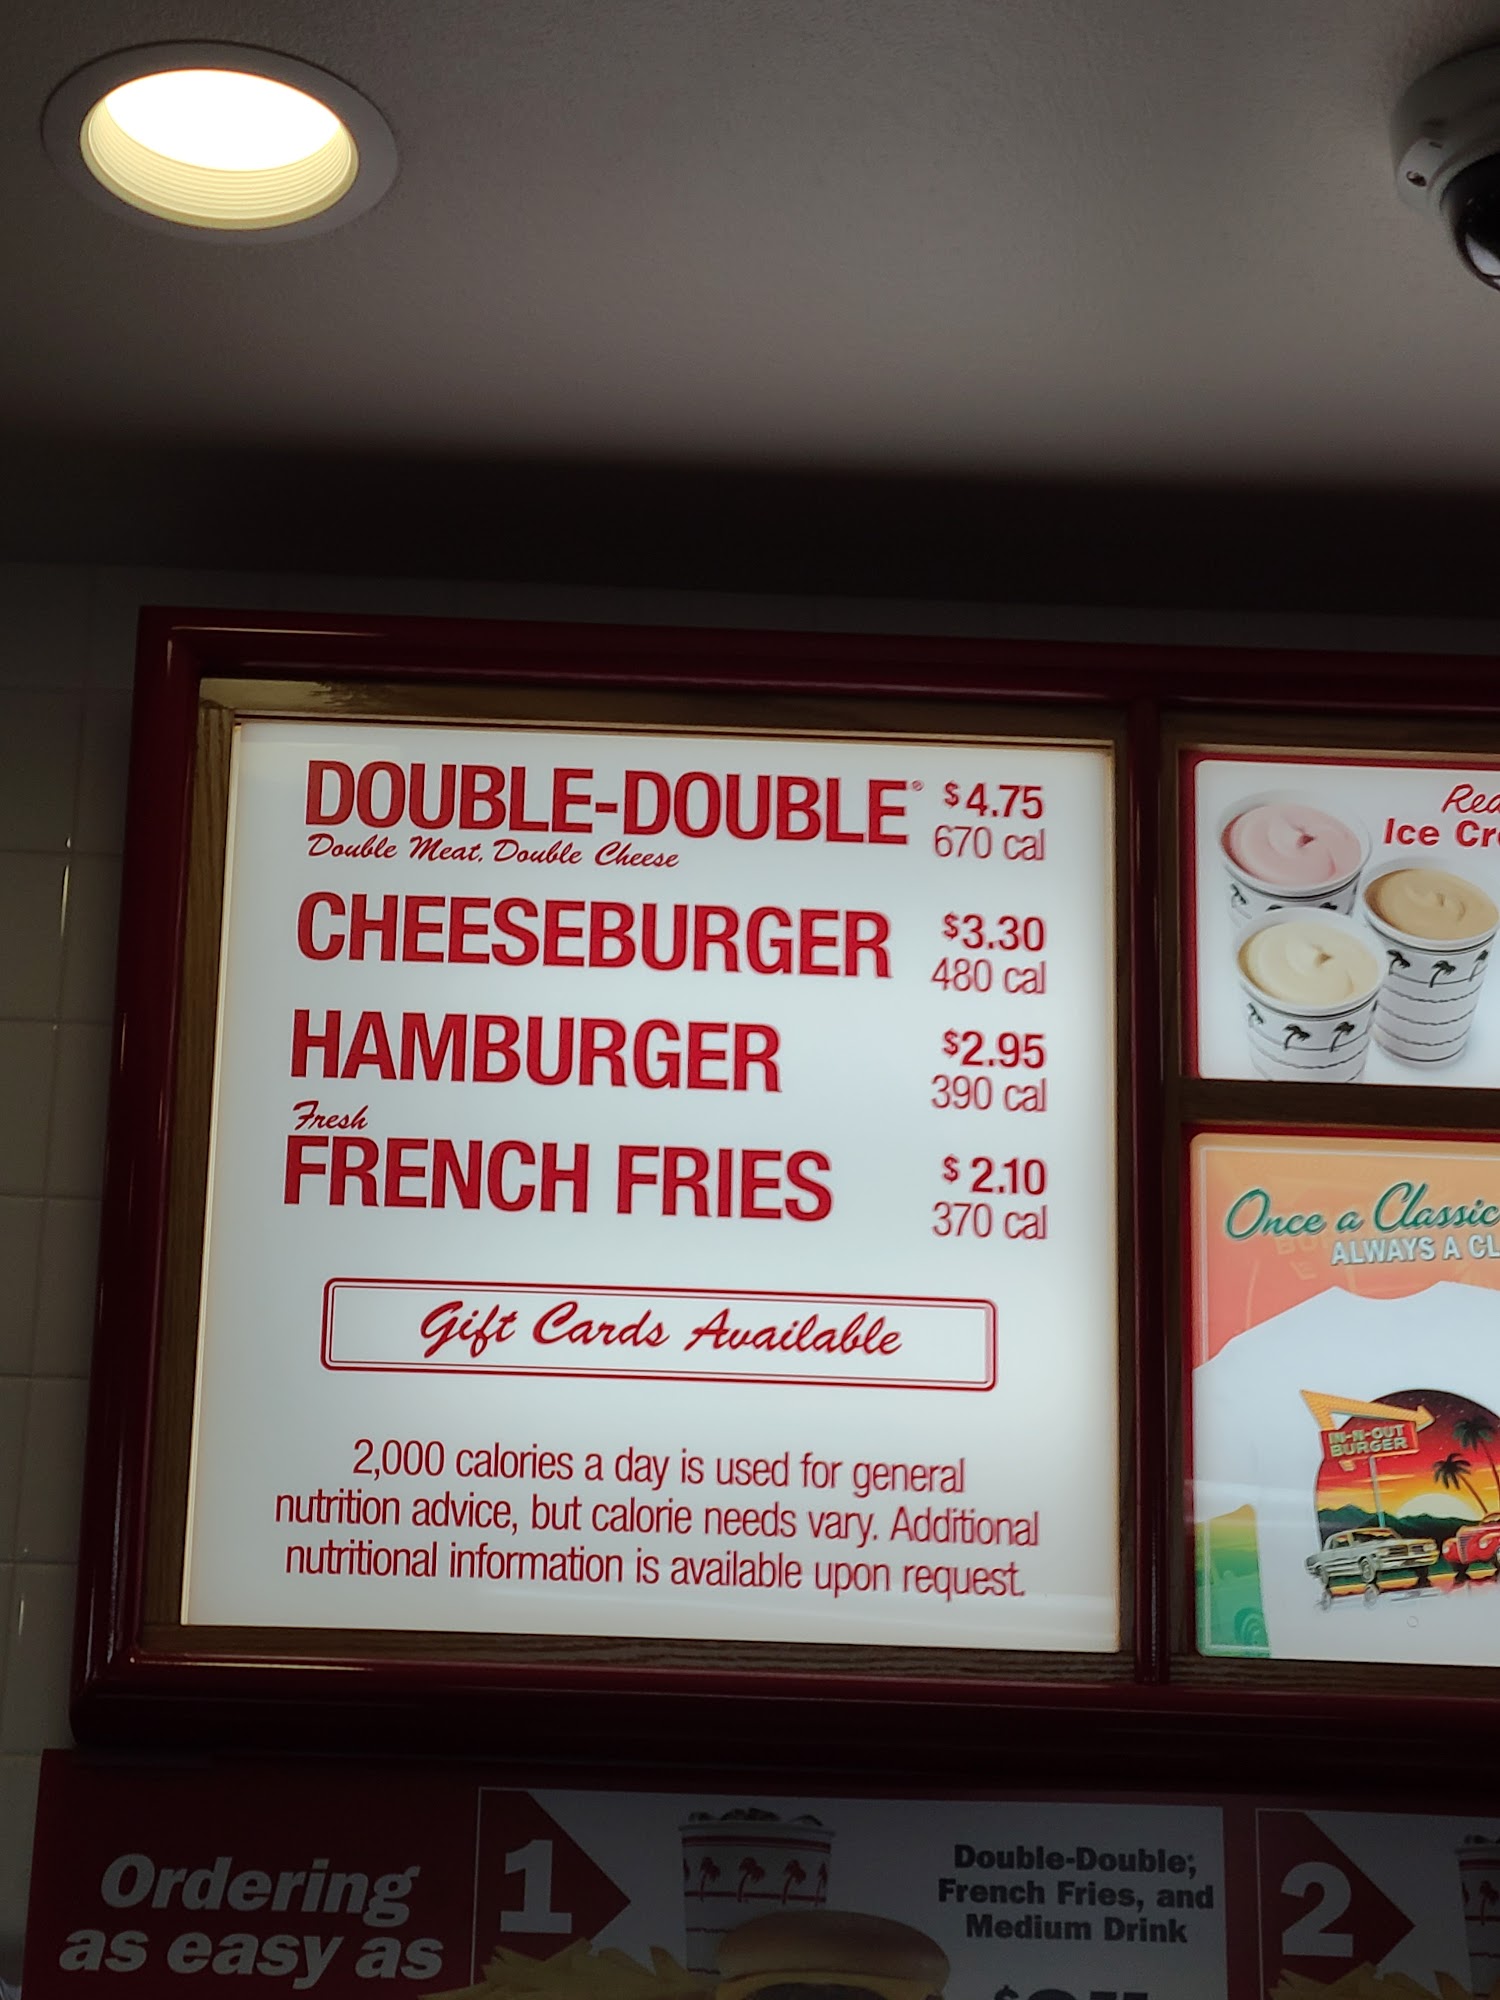 DOUBLE-DOUBLE® $4.75
Double Meat, Double Cheese 670 cal
CHEESEBURGER $3.30
480 cal
HAMBURGER $2.95
390 cal
Fresh
FRENCH FRIES $2.10
370 cal
Gift Cards Available
2,000 calories a day is used for general
nutrition advice, but calorie needs vary. Additional
nutritional information is available upon request.
Ice
Once a Classic
ALWAYS A
IN-N-OUT
BURGER
Ordering
as easy as
1
Double-Double,
French Fries, and
Medium Drink
2